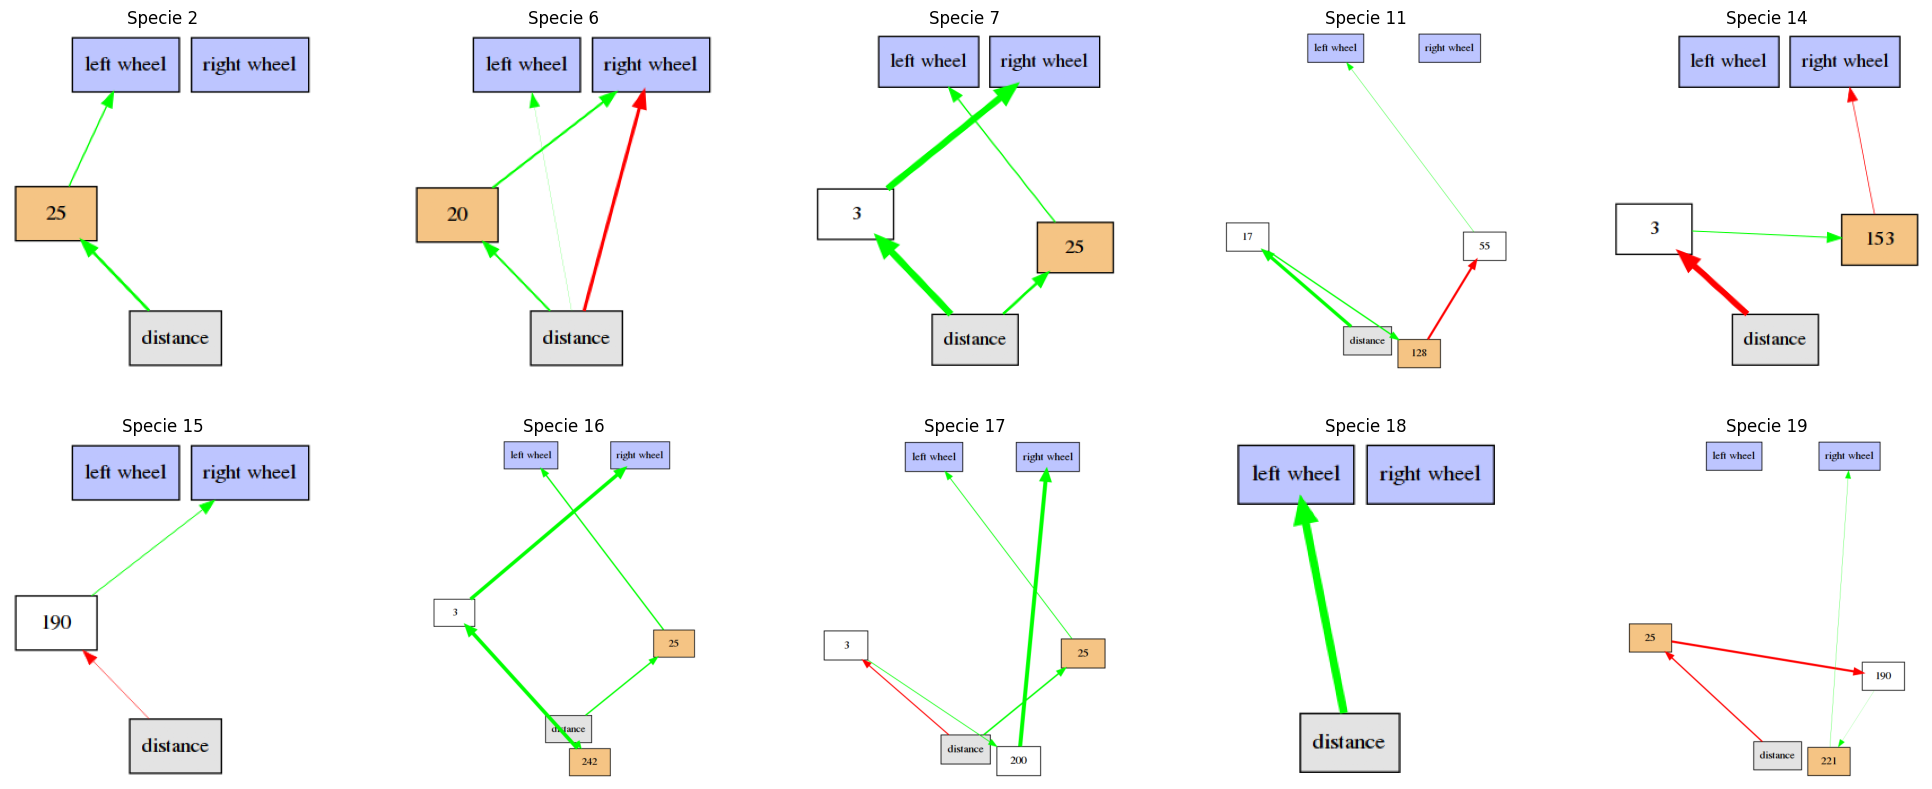 Specie 2
left wheel
right wheel
25
distance
Specie 6
left wheel
right wheel
20
distance
Specie 7
left wheel
right wheel
3
25
distance
Specie 11
left wheel
right wheel
17
55
distance
128
Specie 14
left wheel
right wheel
3
153
distance
Specie 15
left wheel
right wheel
190
distance
Specie 16
left wheel
right wheel
3
25
distance
242
Specie 17
left wheel
right wheel
3
25
distance
200
Specie 18
left wheel
right wheel
distance
Specie 19
left wheel
right wheel
25
190
distance
221